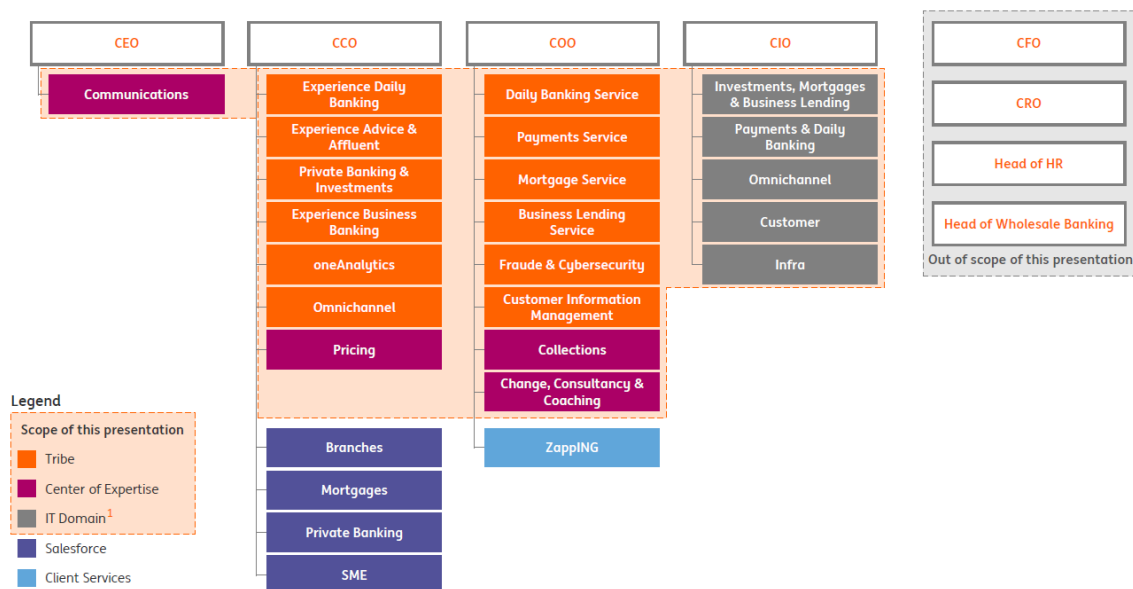 CEO
Communications
CCO
Experience Daily
Banking
Experience Advice &
Affluent
Private Banking &
Investments
Experience Business
Banking
oneAnalytics
Omnichannel
Pricing
Branches
Mortgages
Private Banking
SME
COO
Daily Banking Service
Payments Service
Mortgage Service
Business Lending
Service
Fraude & Cybersecurity
Customer Information
Management
Collections
Change, Consultancy &
Coaching
ZappING
CIO
Investments, Mortgages
& Business Lending
Payments & Daily
Banking
Omnichannel
Customer
Infra
CFO
CRO
Head of HR
Head of Wholesale Banking
Out of scope of this presentation
Legend
Scope of this presentation
Tribe
Center of Expertise
IT Domain1
Salesforce
Client Services